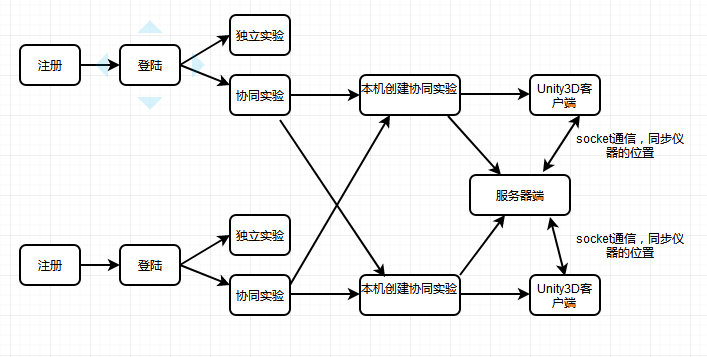 独立实验
注册
登陆
协同实验
本机创建协同实验
Unity3D客
户端
socket通信，同步仪
器的位置
服务器端
独立实验
注册
登陆
socket通信，同步仪
器的位置
协同实验
本机创建协同实验
Unity3D客
户端